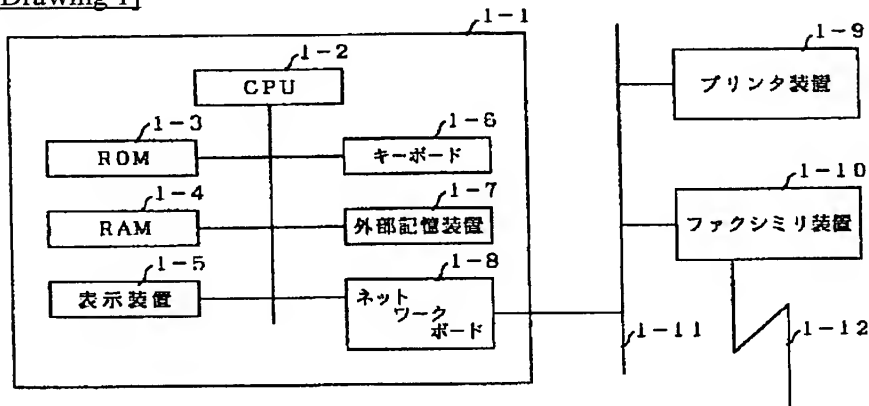 Drawing 1]
1-1
1-2
CPU
1-3
ROM
1-4
RAM
1-5
表示装置
1-6
キーボード
1-7
外部記憶装置
1-8
ネット
ワーク
ボード
1-9
プリンタ装置
1-10
ファクシミリ装置
1-11
1-12